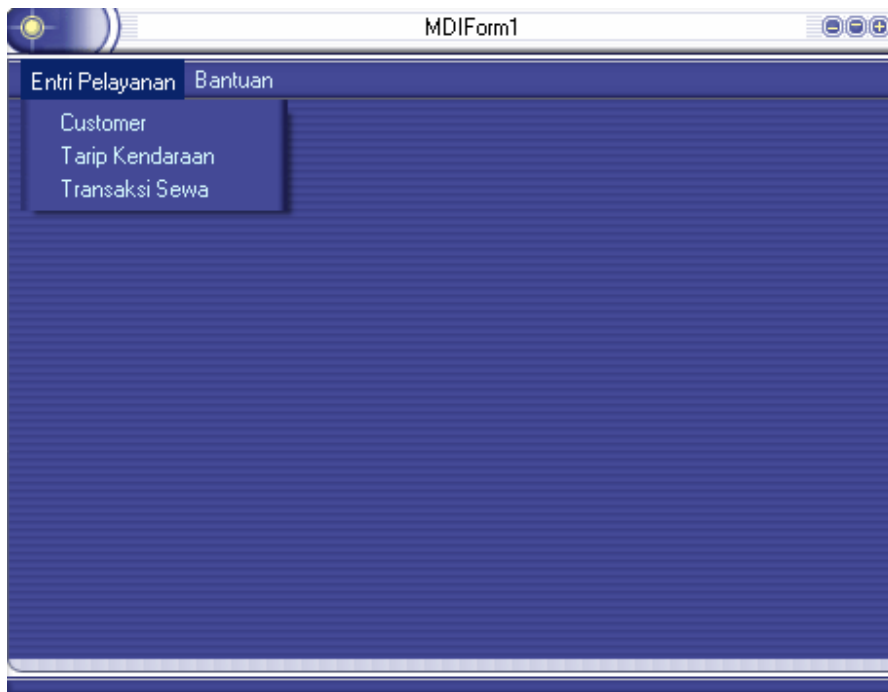 MDIForm1
Entri Pelayanan Bantuan
Customer
Tarip Kendaraan
Transaksi Sewa